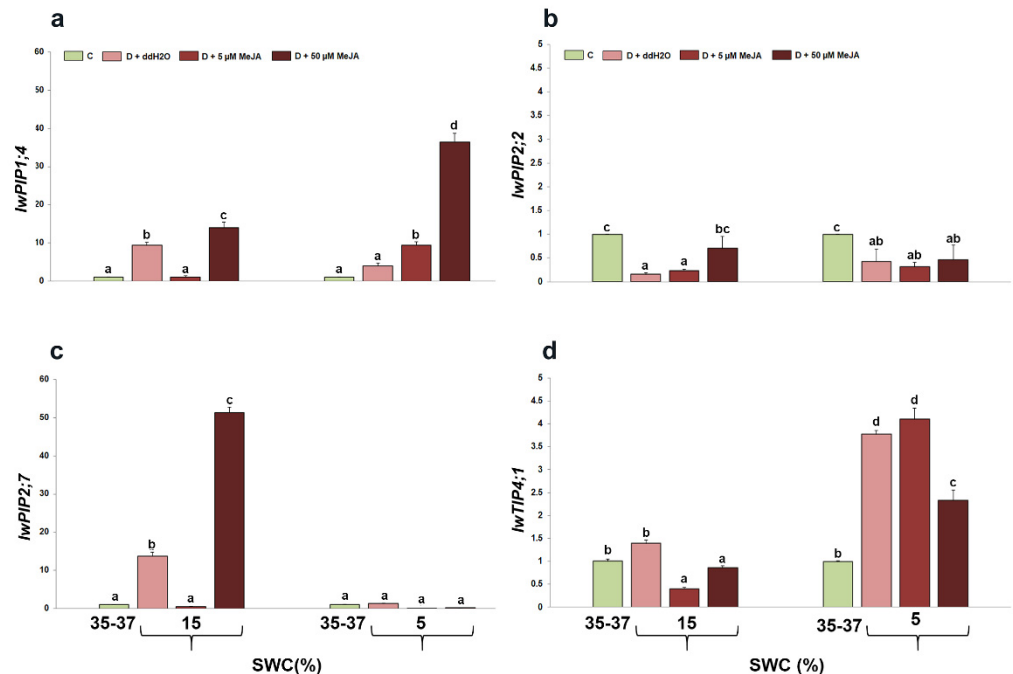 a
60
50
40
30
20
10
0
IwPIP1;4
C D + ddH2O D + 5 µM MeJA D + 50 µM MeJA
a b a c a a b d
b
5
4.5
4
3.5
3
2.5
2
1.5
1
0.5
0
IwPIP2;2
C D + ddH2O D + 5 µM MeJA D + 50 µM MeJA
c a a bc c ab ab ab
c
60
50
40
30
20
10
0
IwPIP2;7
a b a c a a a a
35-37 15 35-37 5
SWC(%)
d
5
4.5
4
3.5
3
2.5
2
1.5
1
0.5
0
IwTIP4;1
b b a a b d d c
35-37 15 35-37 5
SWC (%)